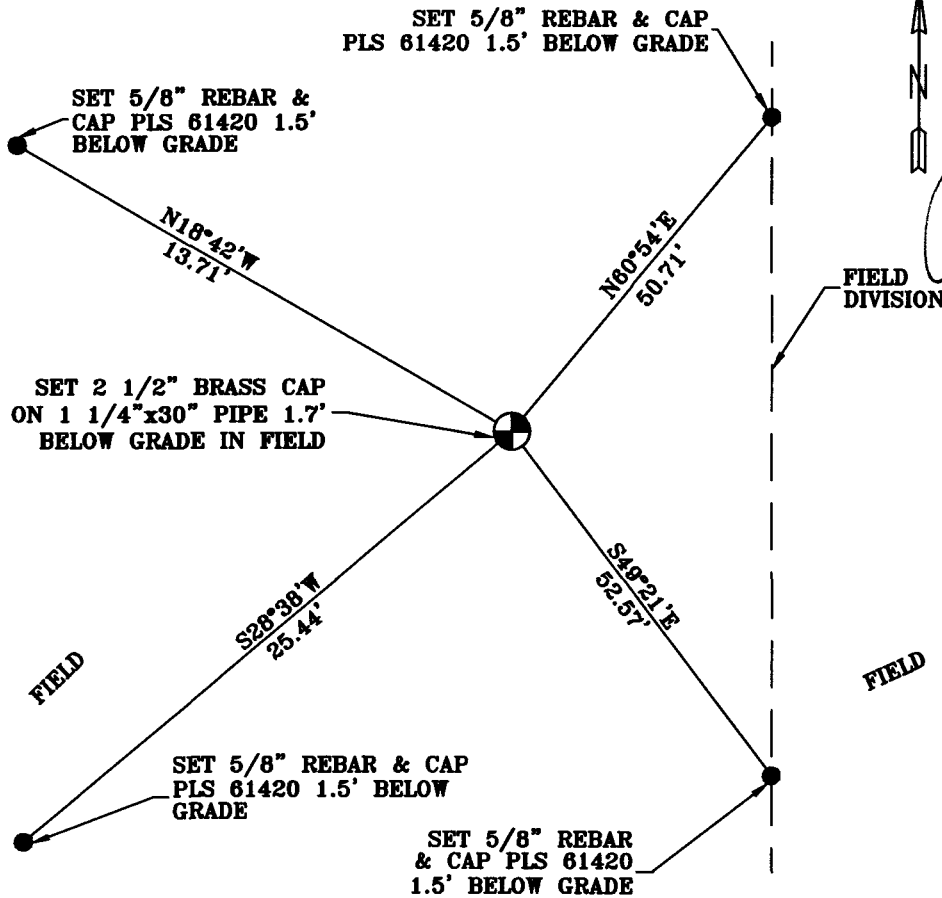 SET 5/8" REBAR & CAP
PLS 61420 1.5' BELOW GRADE
N
SET 5/8" REBAR &
CAP PLS 61420 1.5'
BELOW GRADE
N18°42'W
13.71'
N60°54'E
50.71'
FIELD
DIVISION
SET 2 1/2" BRASS CAP
ON 1 1/4"x30" PIPE 1.7'
BELOW GRADE IN FIELD
S28°38'W
25.44'
S49°21'E
52.57'
FIELD
FIELD
SET 5/8" REBAR & CAP
PLS 61420 1.5' BELOW
GRADE
SET 5/8" REBAR
& CAP PLS 61420
1.5' BELOW GRADE